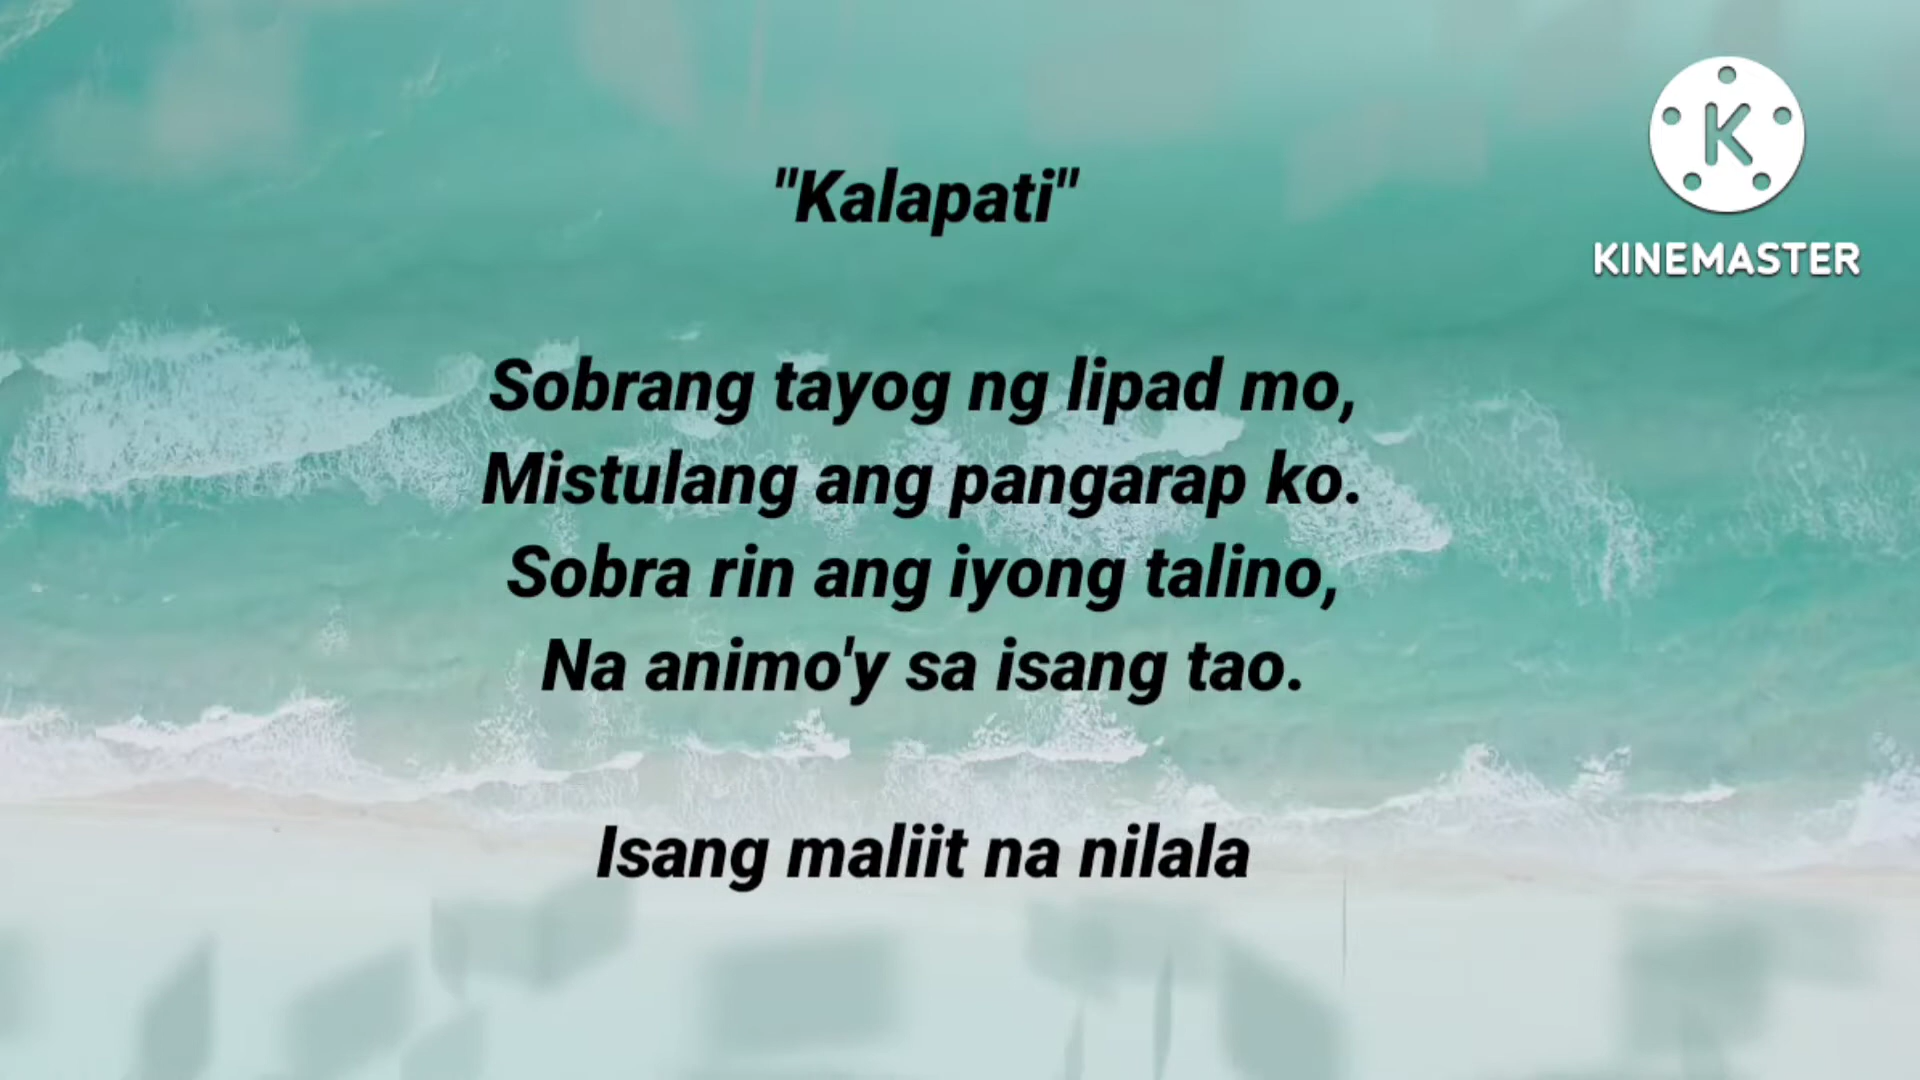 "Kalapati"
KINEMASTER
Sobrang tayog ng lipad mo,
Mistulang ang pangarap ko.
Sobra rin ang iyong talino,
Na animo'y sa isang tao.
Isang maliit na nilala